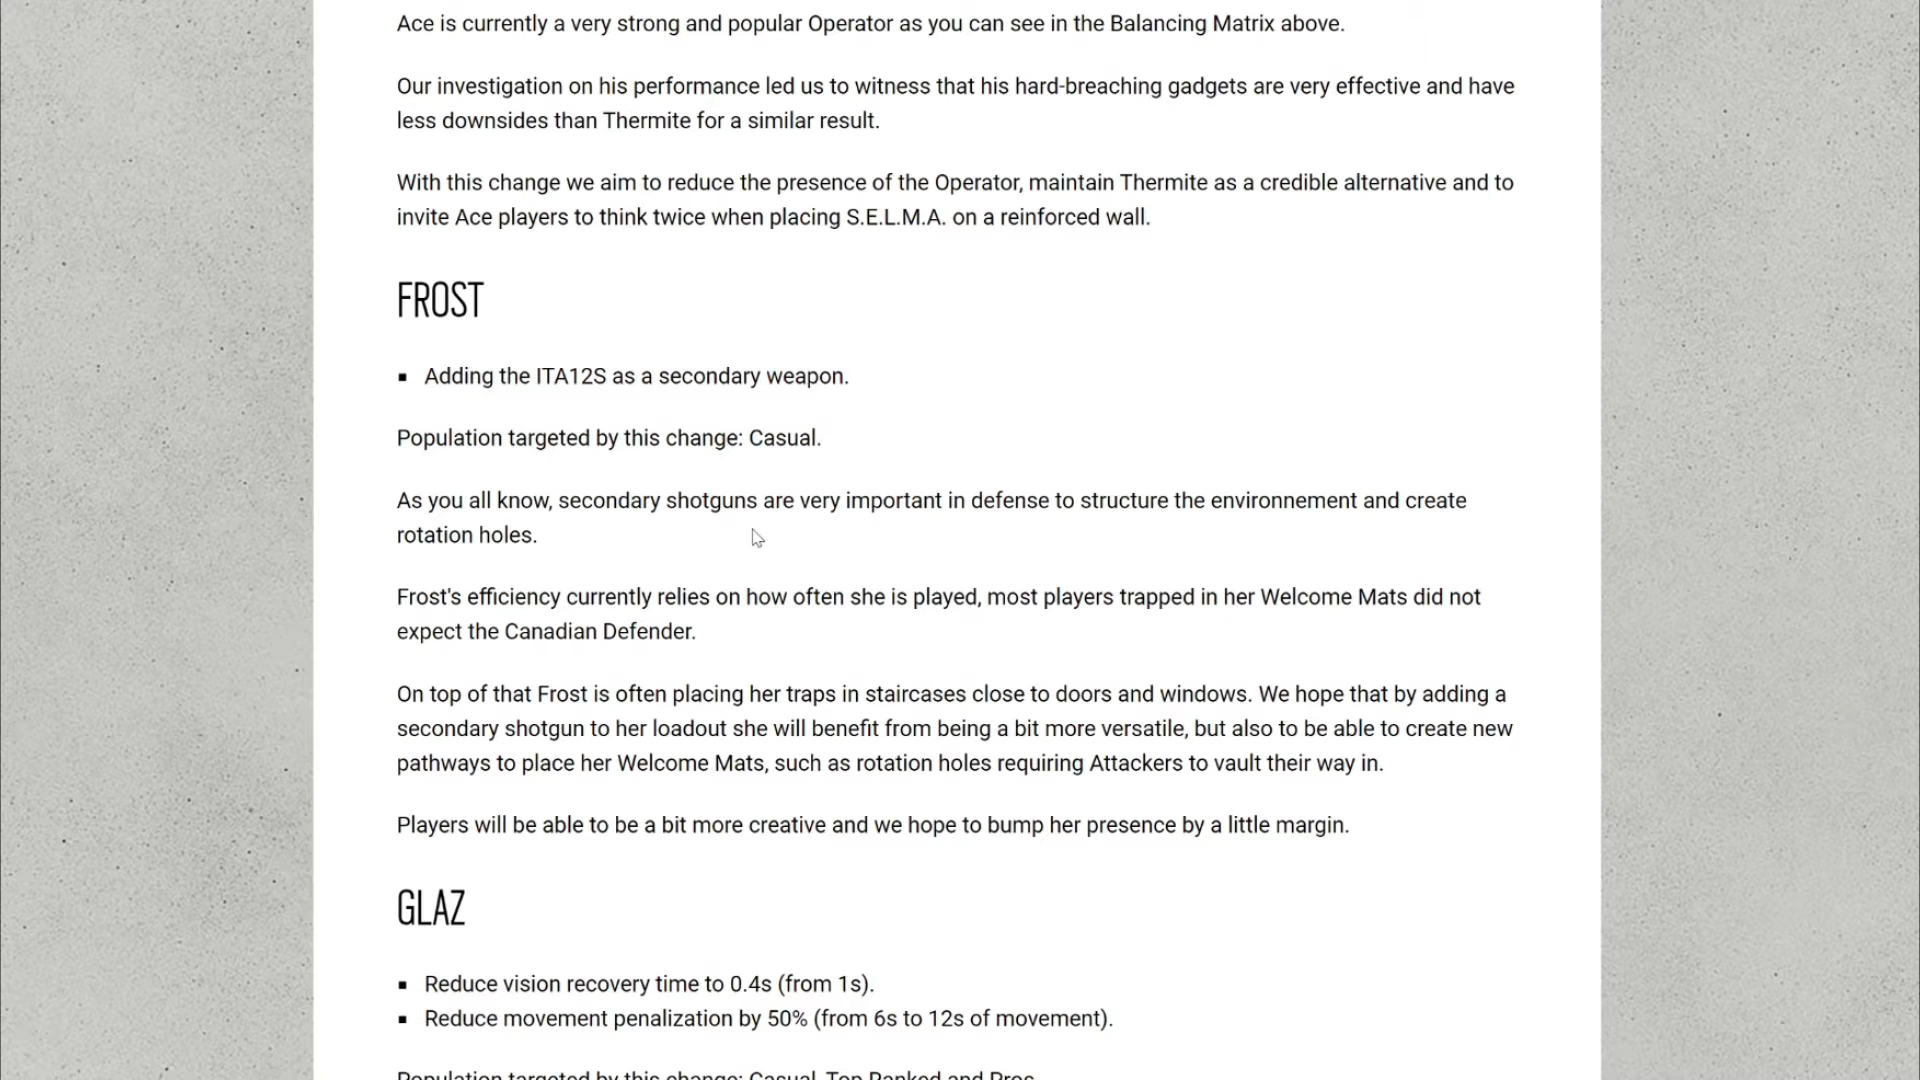 Ace is currently a very strong and popular Operator as you can see in the Balancing Matrix above.
Our investigation on his performance led us to witness that his hard-breaching gadgets are very effective and have
less downsides than Thermite for a similar result.
With this change we aim to reduce the presence of the Operator, maintain Thermite as a credible alternative and to
invite Ace players to think twice when placing S.E.L.M.A. on a reinforced wall.
FROST
▪ Adding the ITA12S as a secondary weapon.
Population targeted by this change: Casual.
As you all know, secondary shotguns are very important in defense to structure the environnement and create
rotation holes.
Frost's efficiency currently relies on how often she is played, most players trapped in her Welcome Mats did not
expect the Canadian Defender.
On top of that Frost is often placing her traps in staircases close to doors and windows. We hope that by adding a
secondary shotgun to her loadout she will benefit from being a bit more versatile, but also to be able to create new
pathways to place her Welcome Mats, such as rotation holes requiring Attackers to vault their way in.
Players will be able to be a bit more creative and we hope to bump her presence by a little margin.
GLAZ
▪ Reduce vision recovery time to 0.4s (from 1s).
▪ Reduce movement penalization by 50% (from 6s to 12s of movement).
Population targeted by this change: Casual, Top Ranked and Pros.